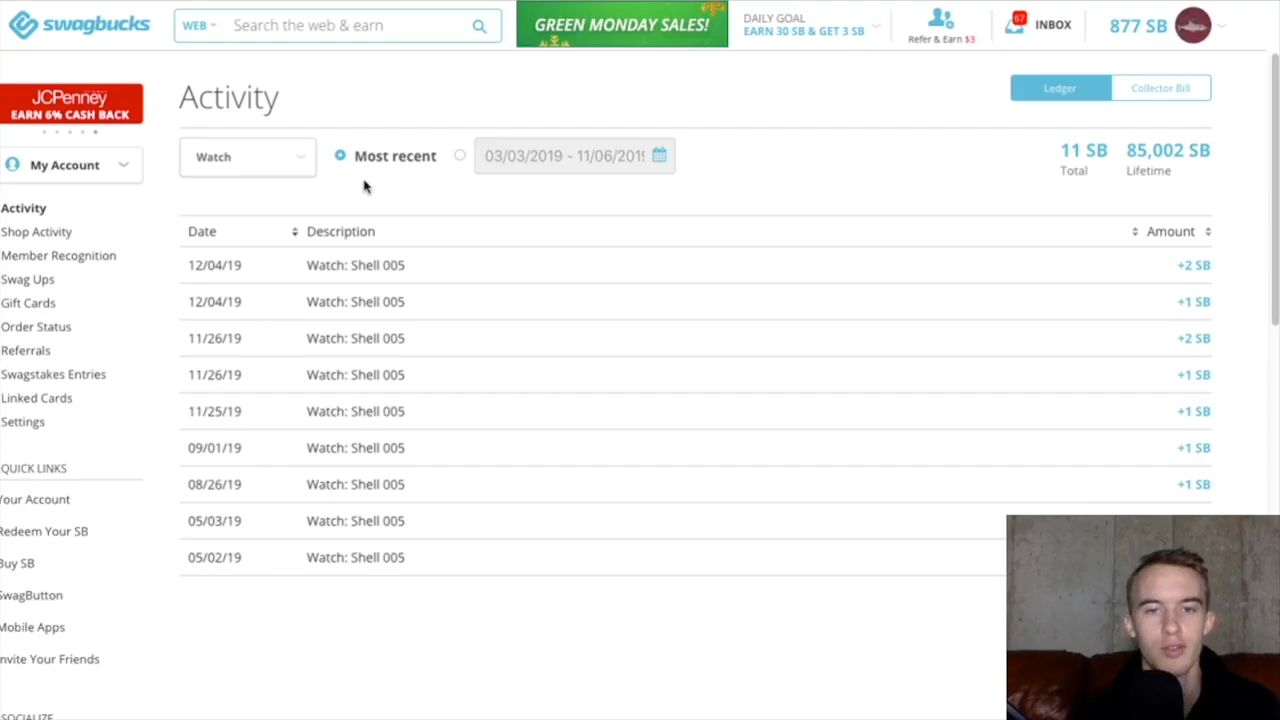 swagbucks
WEB
Search the web & earn
GREEN MONDAY SALES!
DAILY GOAL
EARN 30 SB & GET 3 SB
Refer & Earn $3
67
INBOX
877 SB
JCPenney
EARN 6% CASH BACK
My Account
Activity
Shop Activity
Member Recognition
Swag Ups
Gift Cards
Order Status
Referrals
Swagstakes Entries
Linked Cards
Settings
QUICK LINKS
Your Account
Redeem Your SB
Buy SB
SwagButton
Mobile Apps
nvite Your Friends
SOCIALIZE
Activity
Ledger
Collector Bill
Watch
Most recent
03/03/2019 - 11/06/2019
11 SB
Total
85,002 SB
Lifetime
Date Description Amount
12/04/19 Watch: Shell 005 +2 SB
12/04/19 Watch: Shell 005 +1 SB
11/26/19 Watch: Shell 005 +2 SB
11/26/19 Watch: Shell 005 +1 SB
11/25/19 Watch: Shell 005 +1 SB
09/01/19 Watch: Shell 005 +1 SB
08/26/19 Watch: Shell 005 +1 SB
05/03/19 Watch: Shell 005
05/02/19 Watch: Shell 005